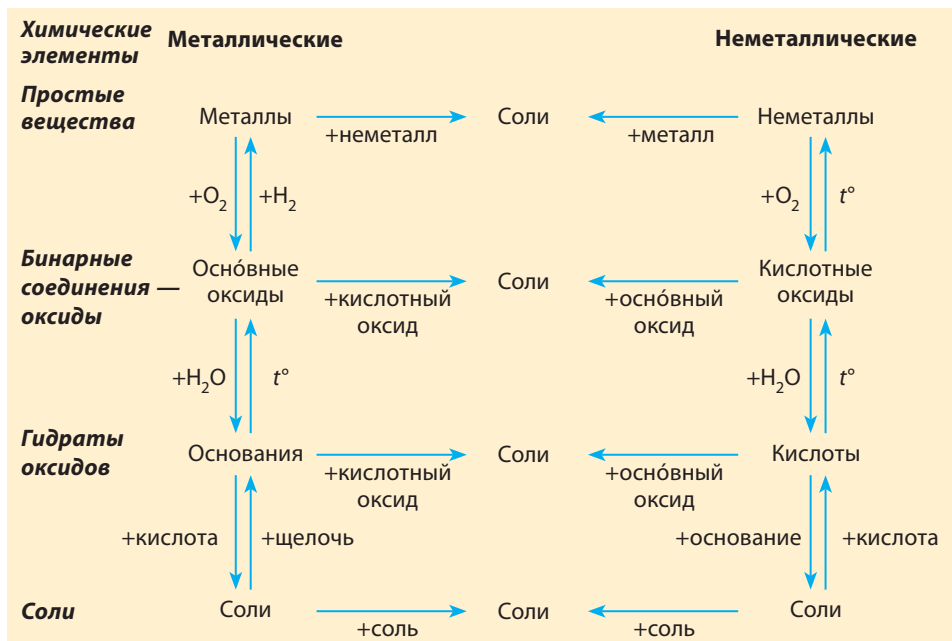 Химические
элементы
Металлические
Неметаллические
Простые
вещества
Металлы
+неметалл
Соли
+металл
Неметаллы
+O₂
+H₂
+O₂
t°
Бинарные
соединения —
оксиды
Оснóвные
оксиды
+кислотный
оксид
Соли
+оснóвный
оксид
Кислотные
оксиды
+H₂O
t°
+H₂O
t°
Гидраты
оксидов
Основания
+кислотный
оксид
Соли
+оснóвный
оксид
Кислоты
+кислота
+щелочь
+основание
+кислота
Соли
Соли
+соль
Соли
+соль
Соли